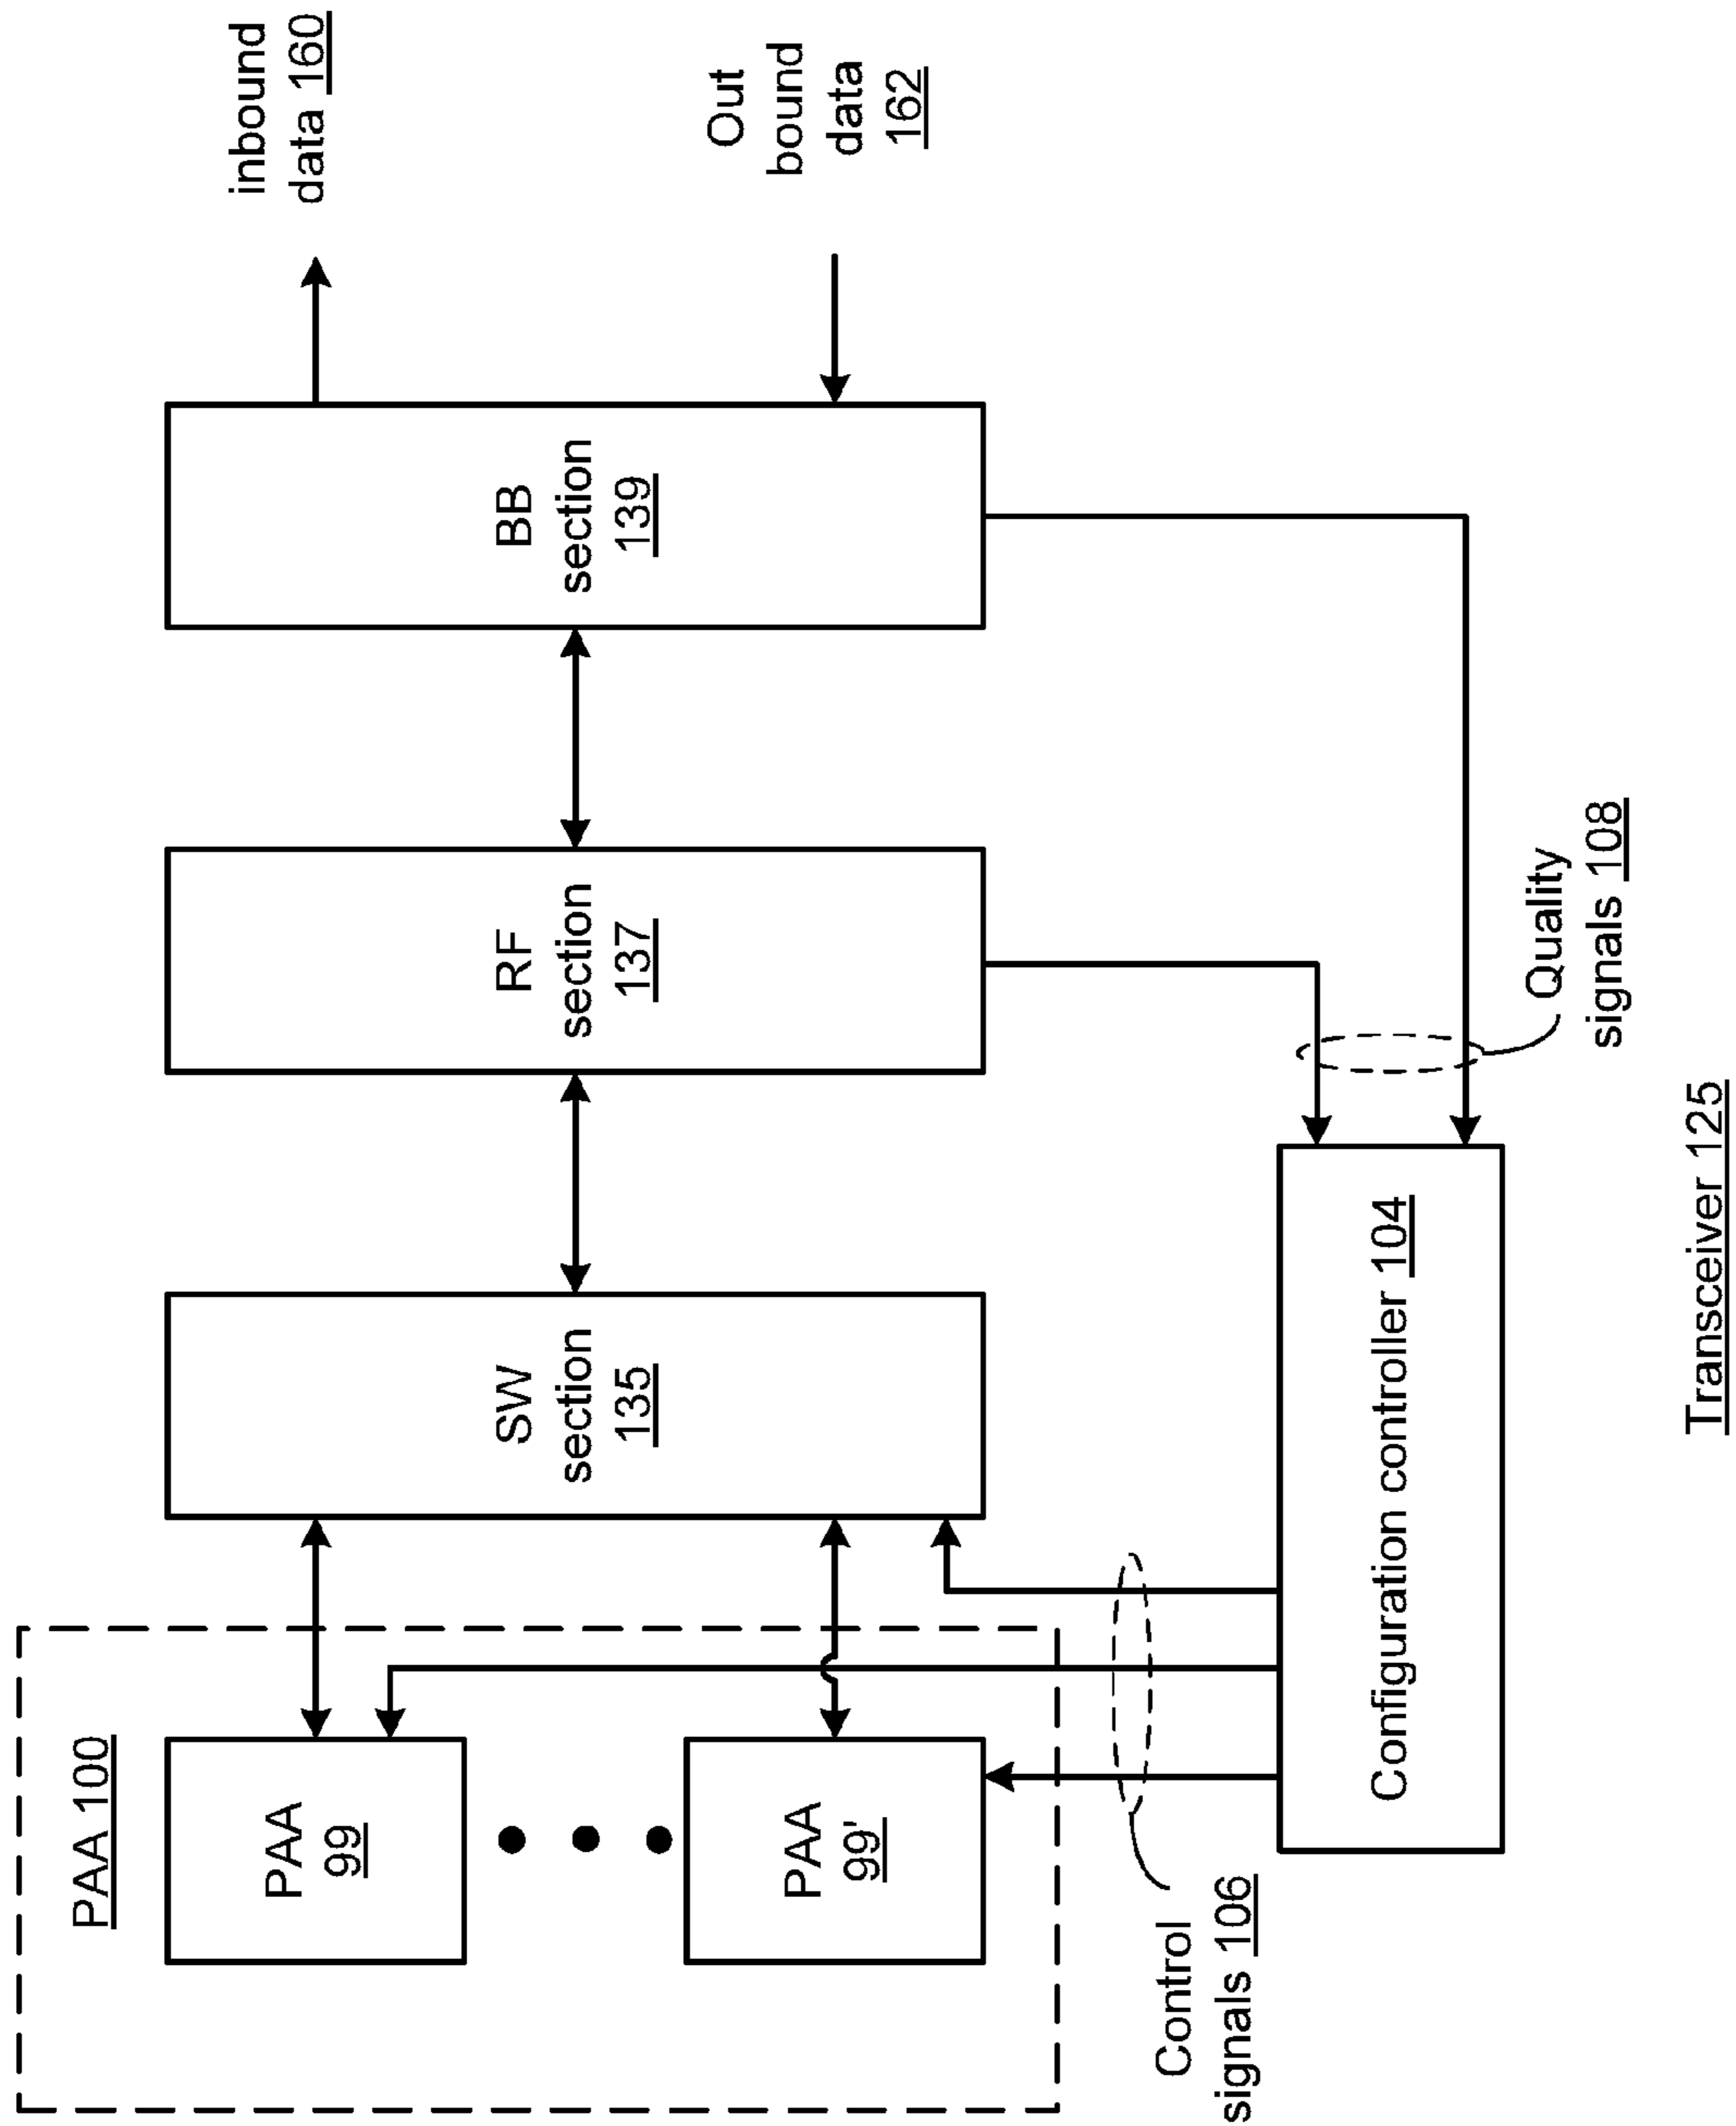 PAA 100
PAA
99
PAA
99'
SW
section
135
RF
section
137
BB
section
139
inbound
data 160
Out
bound
data
162
Control
signals 106
Configuration controller 104
Quality
signals 108
Transceiver 125